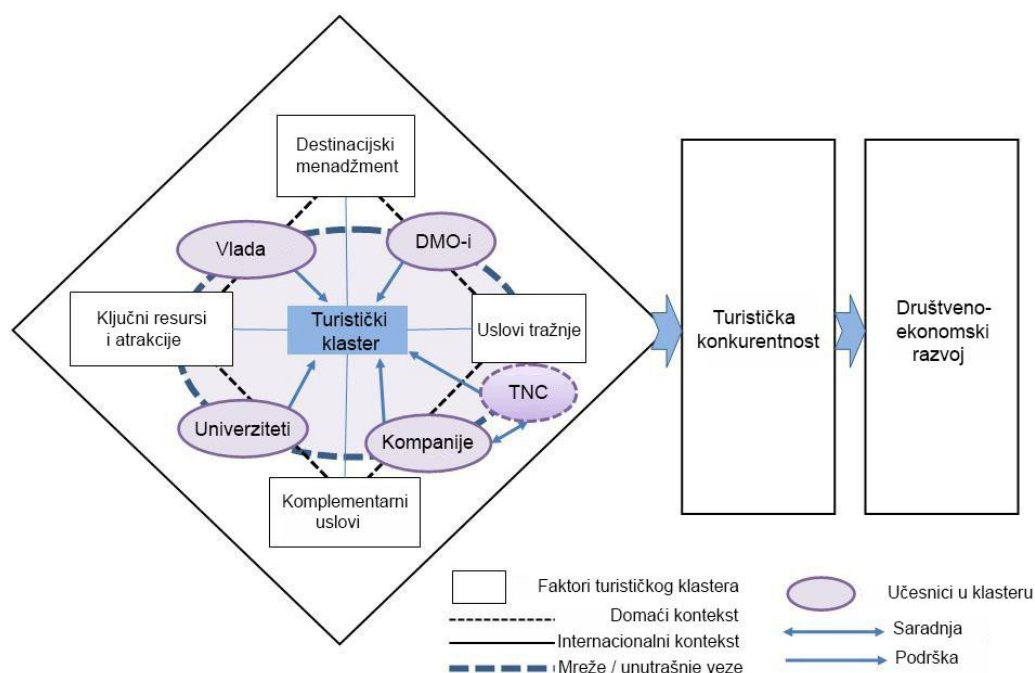 Destinacijski
menadžment
Vlada
DMO-i
Ključni resursi
i atrakcije
Turistički
klaster
Uslovi tražnje
TNC
Univerziteti
Kompanije
Komplementarni
uslovi
Turistička
konkurentnost
Društveno-
ekonomski
razvoj
Faktori turističkog klastera
Domaći kontekst
Internacionalni kontekst
Mreže / unutrašnje veze
Učesnici u klasteru
Saradnja
Podrška